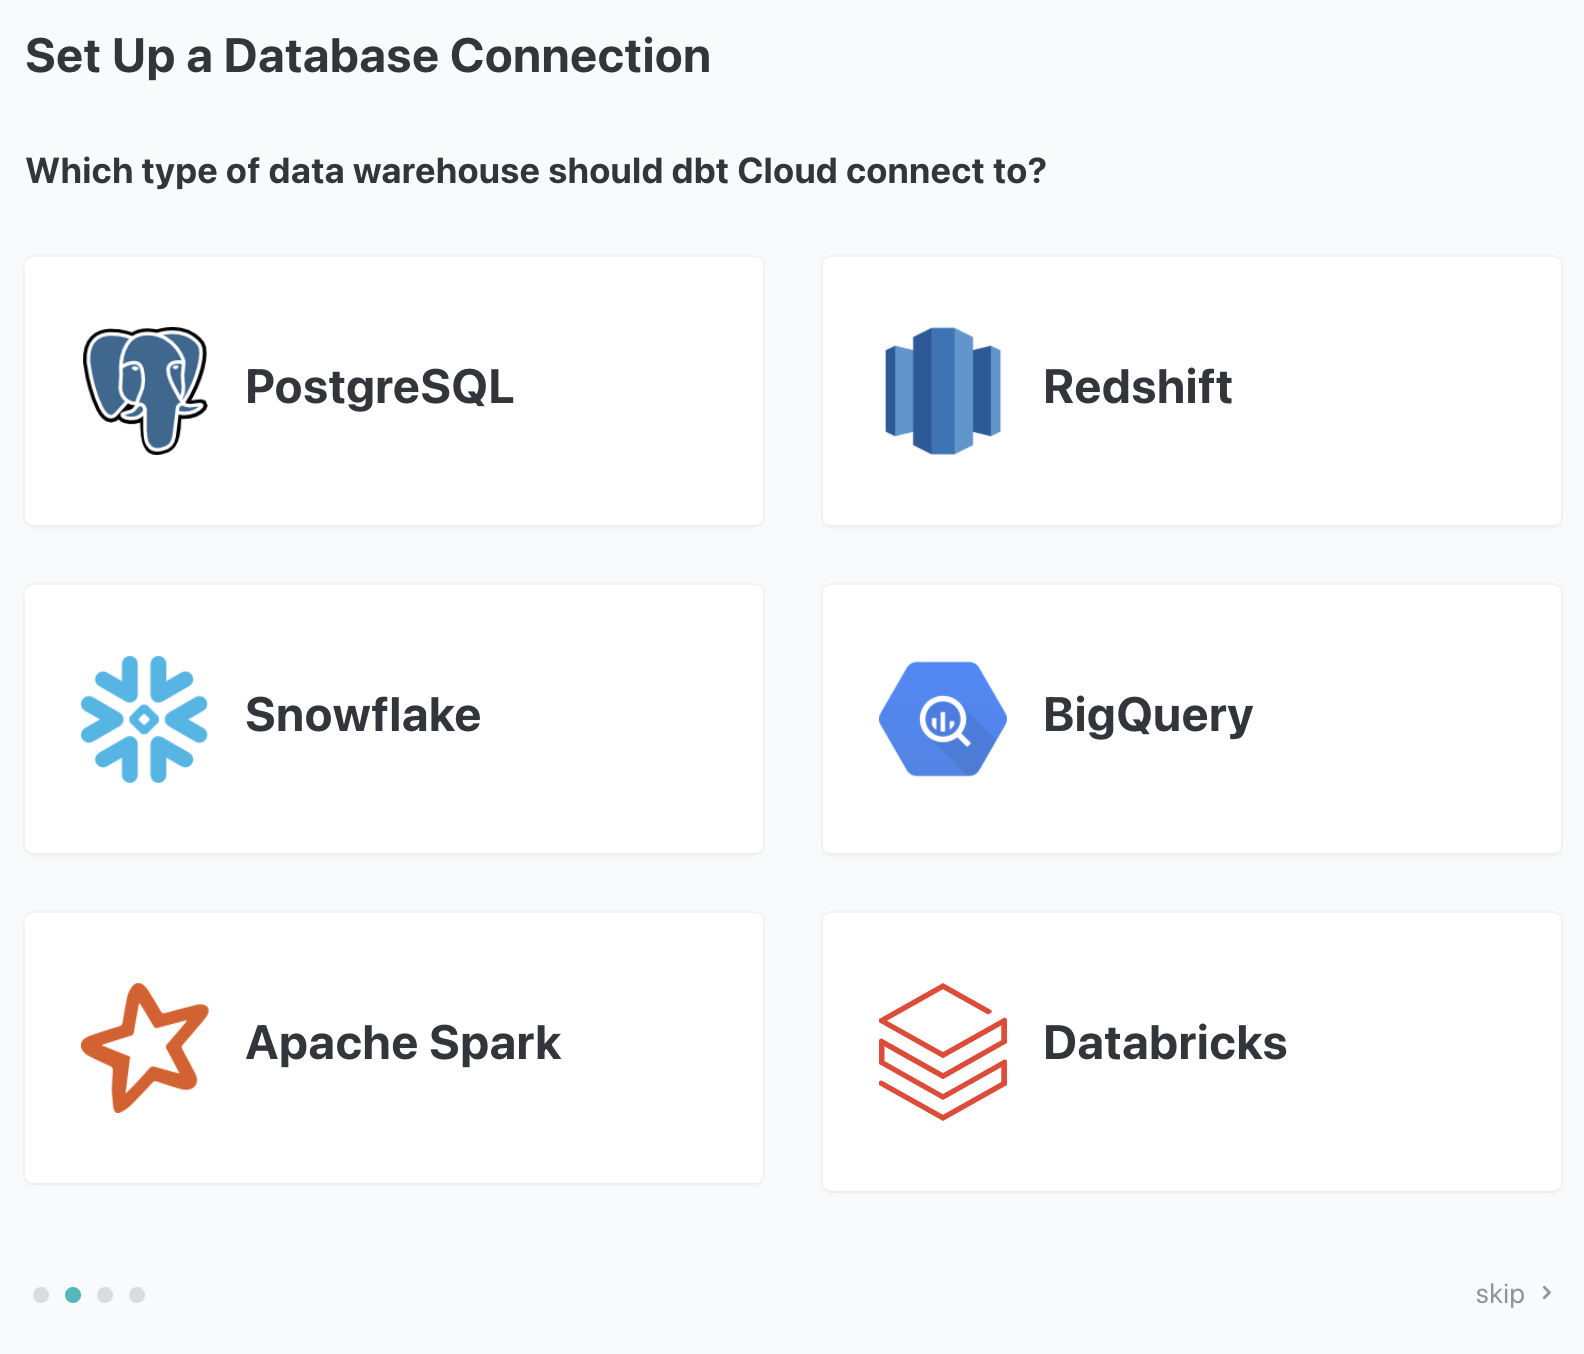 Set Up a Database Connection
Which type of data warehouse should dbt Cloud connect to?
PostgreSQL
Redshift
Snowflake
BigQuery
Apache Spark
Databricks
skip